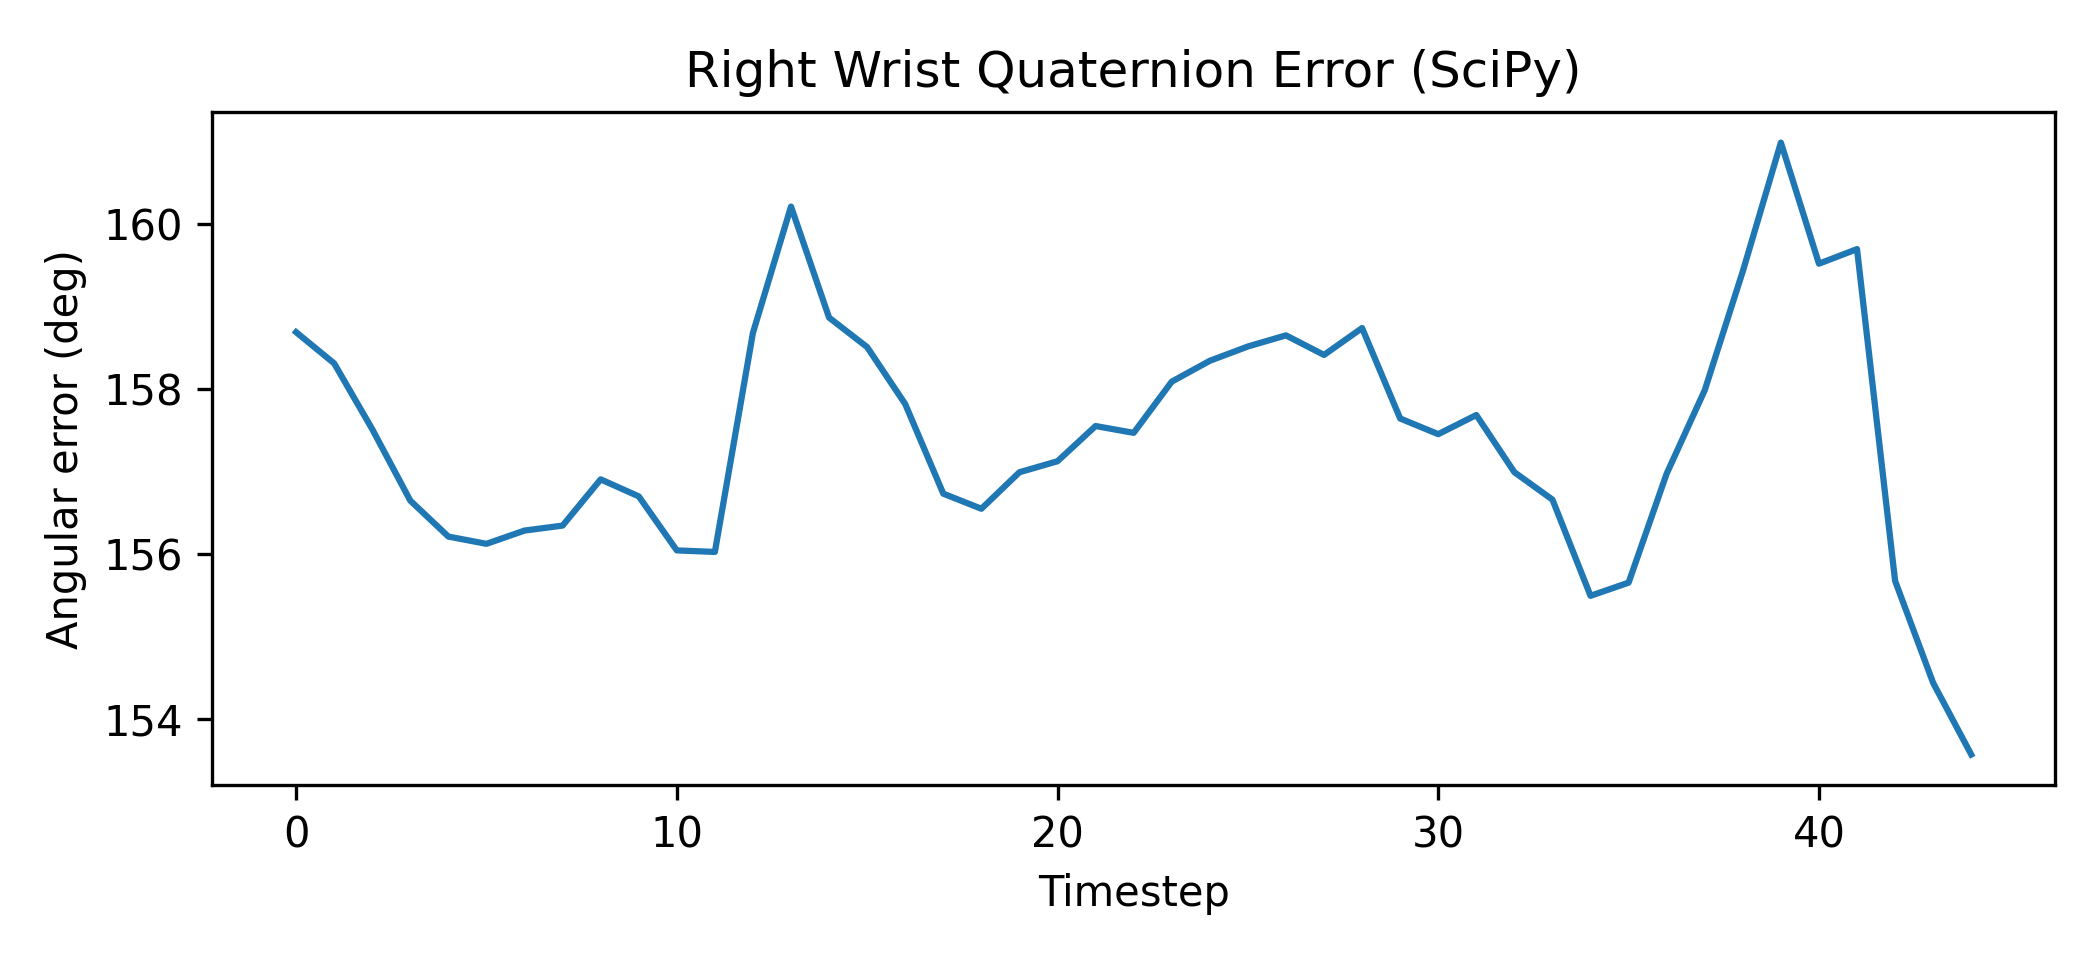 Right Wrist Quaternion Error (SciPy)
Angular error (deg)
160
158
156
154
0 10 20 30 40
Timestep